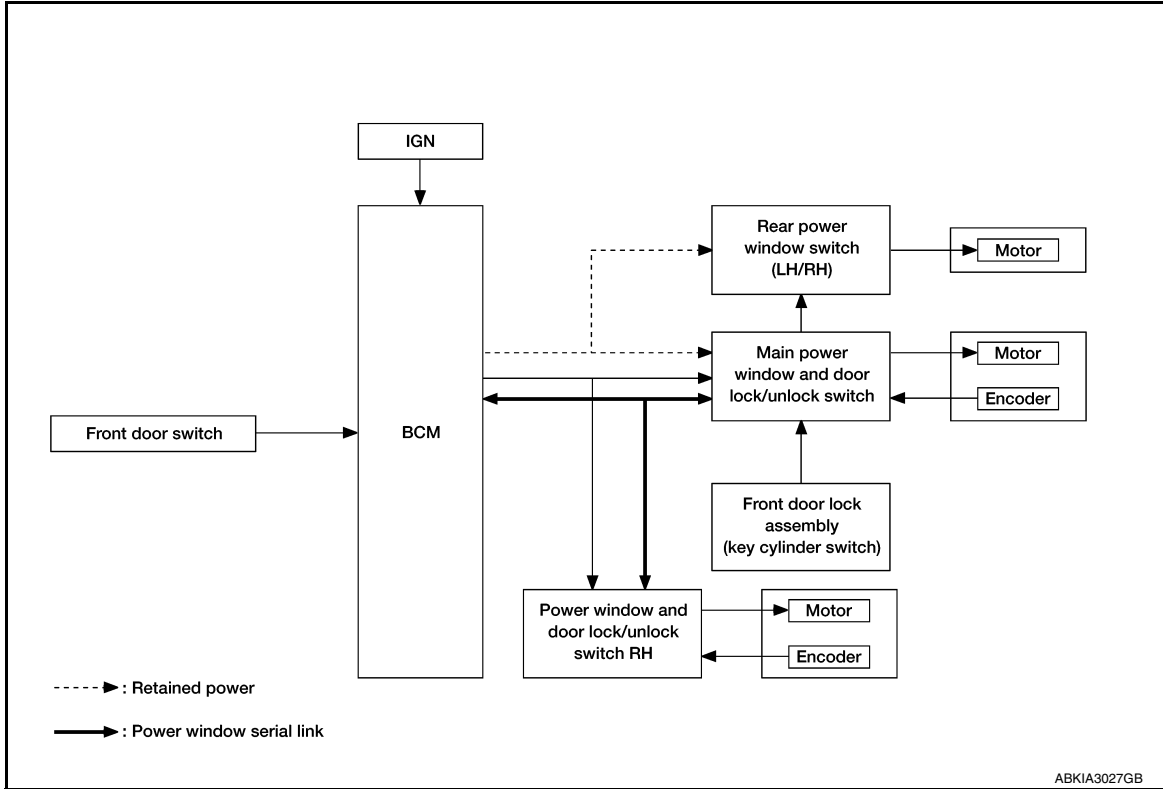 IGN
BCM
Front door switch
Rear power
window switch
(LH/RH)
Motor
Main power
window and door
lock/unlock switch
Motor
Encoder
Front door lock
assembly
(key cylinder switch)
Power window and
door lock/unlock
switch RH
Motor
Encoder
: Retained power
: Power window serial link
ABKIA3027GB